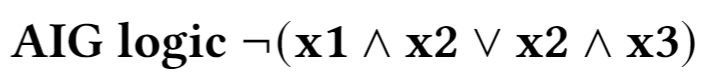 AIG logic ¬(x1 ∧ x2 ∨ x2 ∧ x3)